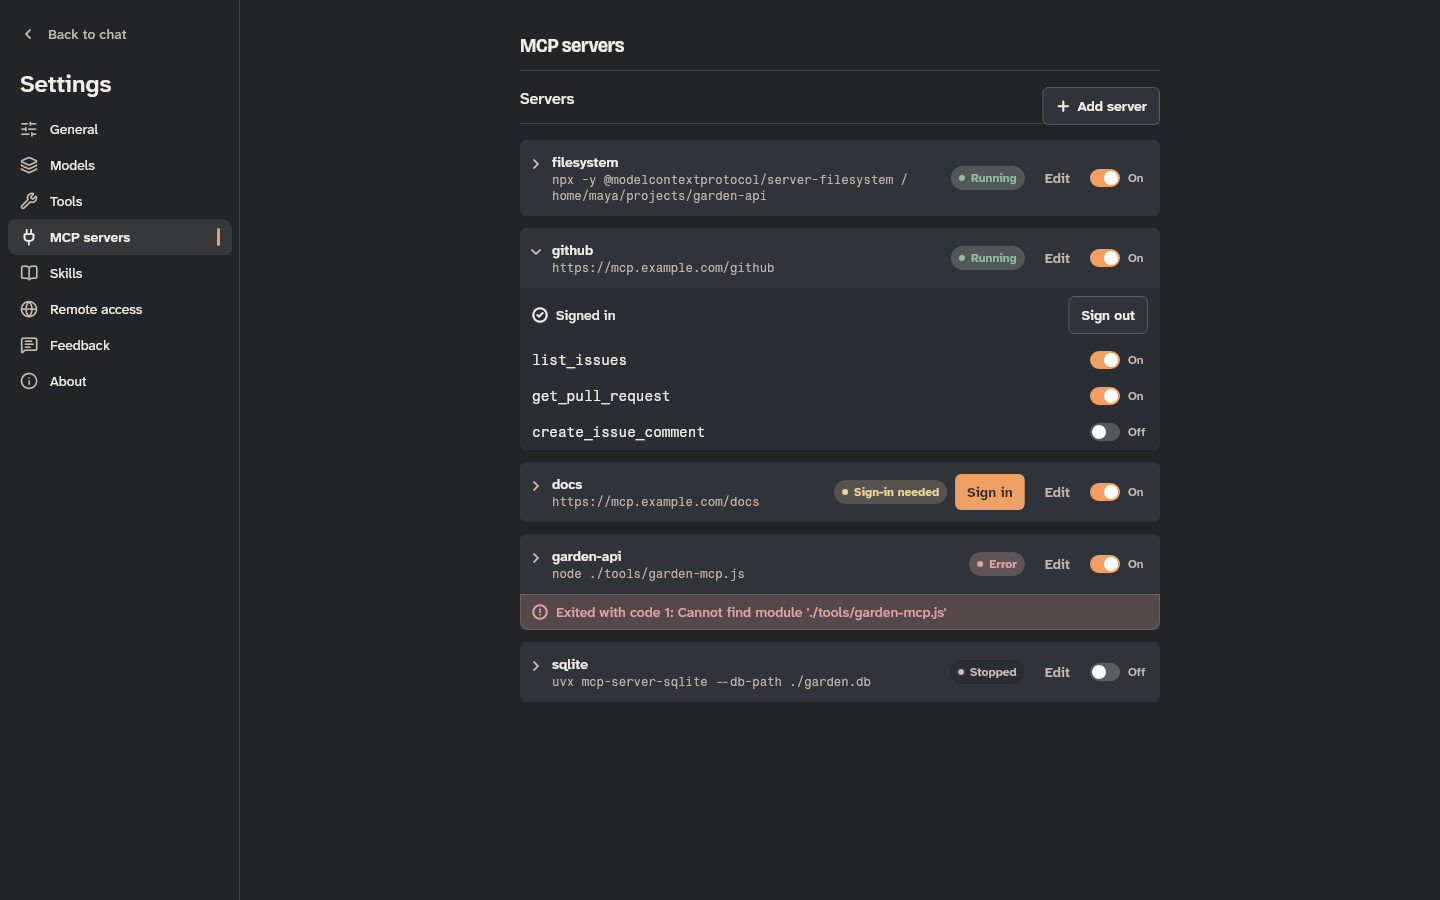 Back to chat
Settings
General
Models
Tools
MCP servers
Skills
Remote access
Feedback
About
MCP servers
Servers
Add server
filesystem
npx -y @modelcontextprotocol/server-filesystem /
home/maya/projects/garden-api
Running
Edit
On
github
https://mcp.example.com/github
Running
Edit
On
Signed in
Sign out
list_issues
On
get_pull_request
On
create_issue_comment
Off
docs
https://mcp.example.com/docs
Sign-in needed
Sign in
Edit
On
garden-api
node ./tools/garden-mcp.js
Error
Edit
On
Exited with code 1: Cannot find module './tools/garden-mcp.js'
sqlite
uvx mcp-server-sqlite --db-path ./garden.db
Stopped
Edit
Off